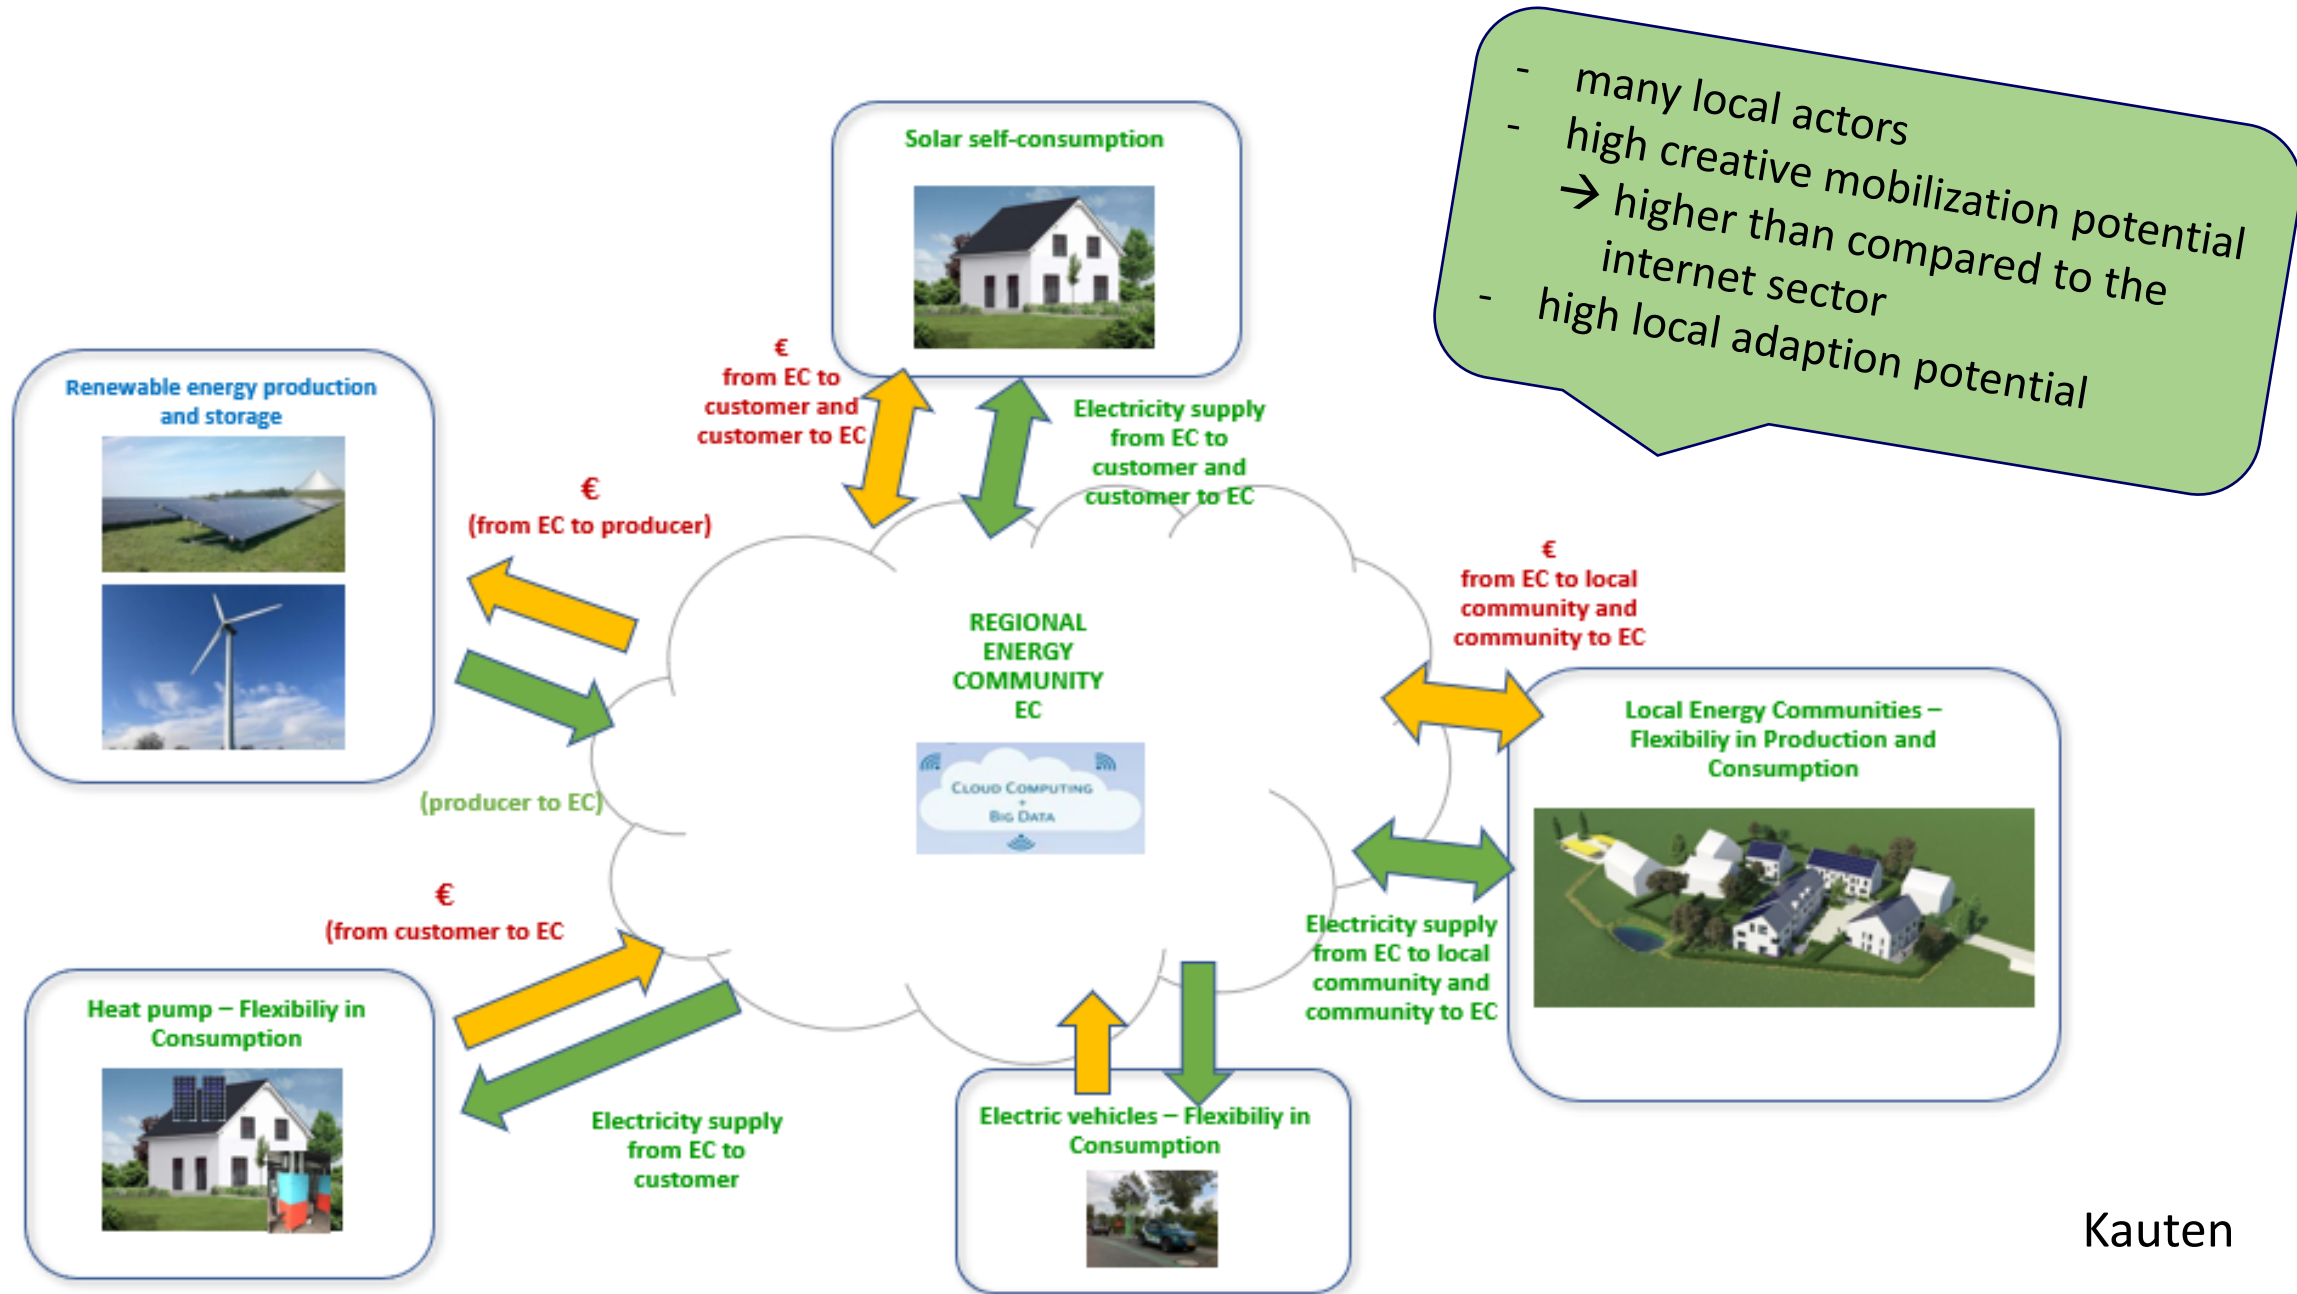 - many local actors
- high creative mobilization potential
→ higher than compared to the
internet sector
- high local adaption potential
Solar self-consumption
€
from EC to
customer and
customer to EC
Electricity supply
from EC to
customer and
customer to EC
Renewable energy production
and storage
€
(from EC to producer)
(producer to EC)
REGIONAL
ENERGY
COMMUNITY
EC
CLOUD COMPUTING
+
BIG DATA
€
from EC to local
community and
community to EC
Local Energy Communities –
Flexibiliy in Production and
Consumption
Electricity supply
from EC to local
community and
community to EC
€
(from customer to EC
Heat pump – Flexibiliy in
Consumption
Electricity supply
from EC to
customer
Electric vehicles – Flexibiliy in
Consumption
Kauten